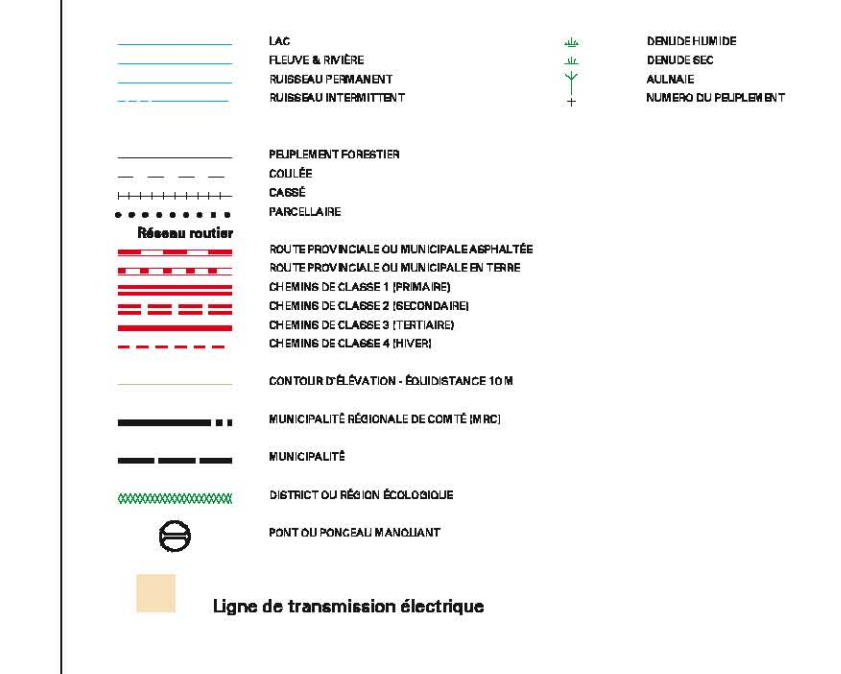 LAC
FLEUVE & RIVIÈRE
RUISSEAU PERMANENT
RUISSEAU INTERMITTENT
DENUDE HUMIDE
DENUDE SEC
AULNAIE
NUMERO DU PEUPLEMENT
PEUPLEMENT FORESTIER
COULÉE
CASSÉ
PARCELLAIRE
Réseau routier
ROUTE PROVINCIALE OU MUNICIPALE ASPHALTÉE
ROUTE PROVINCIALE OU MUNICIPALE EN TERRE
CHEMINS DE CLASSE 1 (PRIMAIRE)
CHEMINS DE CLASSE 2 (SECONDAIRE)
CHEMINS DE CLASSE 3 (TERTIAIRE)
CHEMINS DE CLASSE 4 (HIVER)
CONTOUR D'ÉLÉVATION - ÉQUIDISTANCE 10 M
MUNICIPALITÉ RÉGIONALE DE COMTÉ (MRC)
MUNICIPALITÉ
DISTRICT OU RÉGION ÉCOLOGIQUE
PONT OU PONCEAU MANQUANT
Ligne de transmission électrique